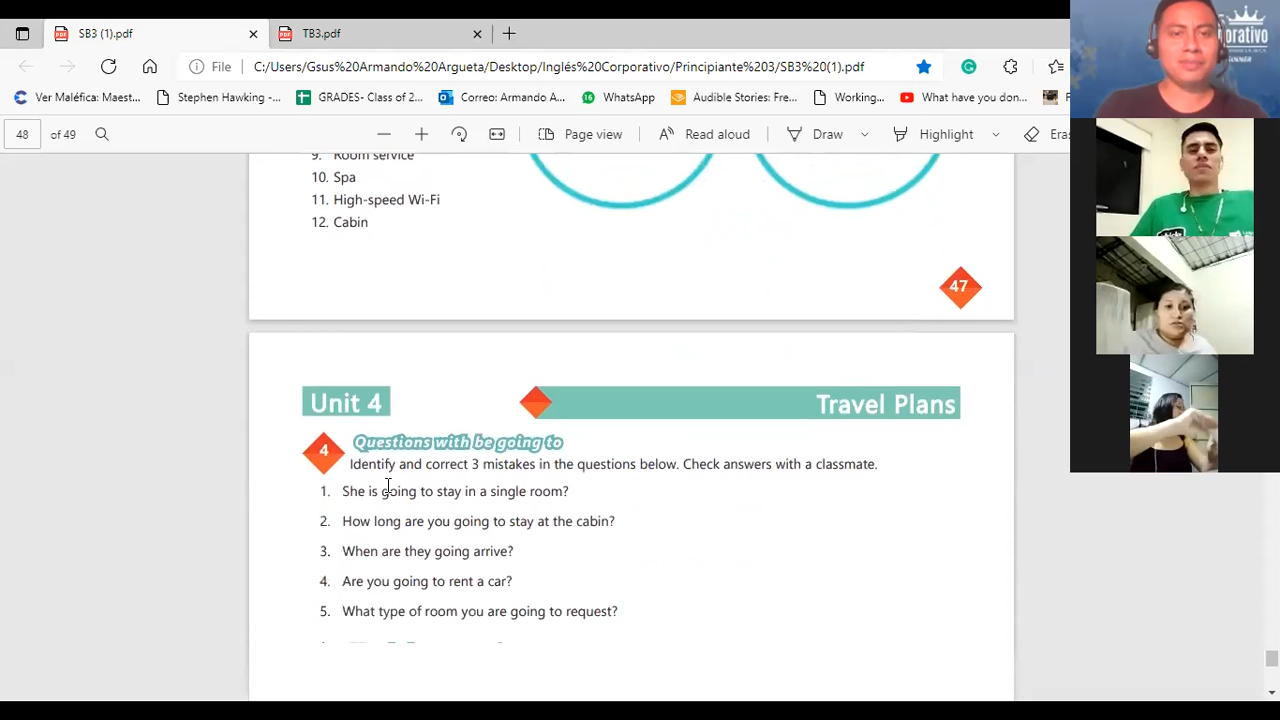 SB3 (1).pdf
TB3.pdf
File
C:/Users/Gsus%20Armando%20Argueta/Desktop/Inglés%20Corporativo/Principiante%203/SB3%20(1).pdf
Ver Maléfica: Maest...
Stephen Hawking -...
GRADES- Class of 2...
Correo: Armando A...
16
WhatsApp
Audible Stories: Fre...
Working...
What have you don...
48
of 49
Page view
Read aloud
Draw
Highlight
Eras
orativo
9. Room service
10. Spa
11. High-speed Wi-Fi
12. Cabin
47
Unit 4
Travel Plans
4
Questions with be going to
Identify and correct 3 mistakes in the questions below. Check answers with a classmate.
1. She is going to stay in a single room?
2. How long are you going to stay at the cabin?
3. When are they going arrive?
4. Are you going to rent a car?
5. What type of room you are going to request?